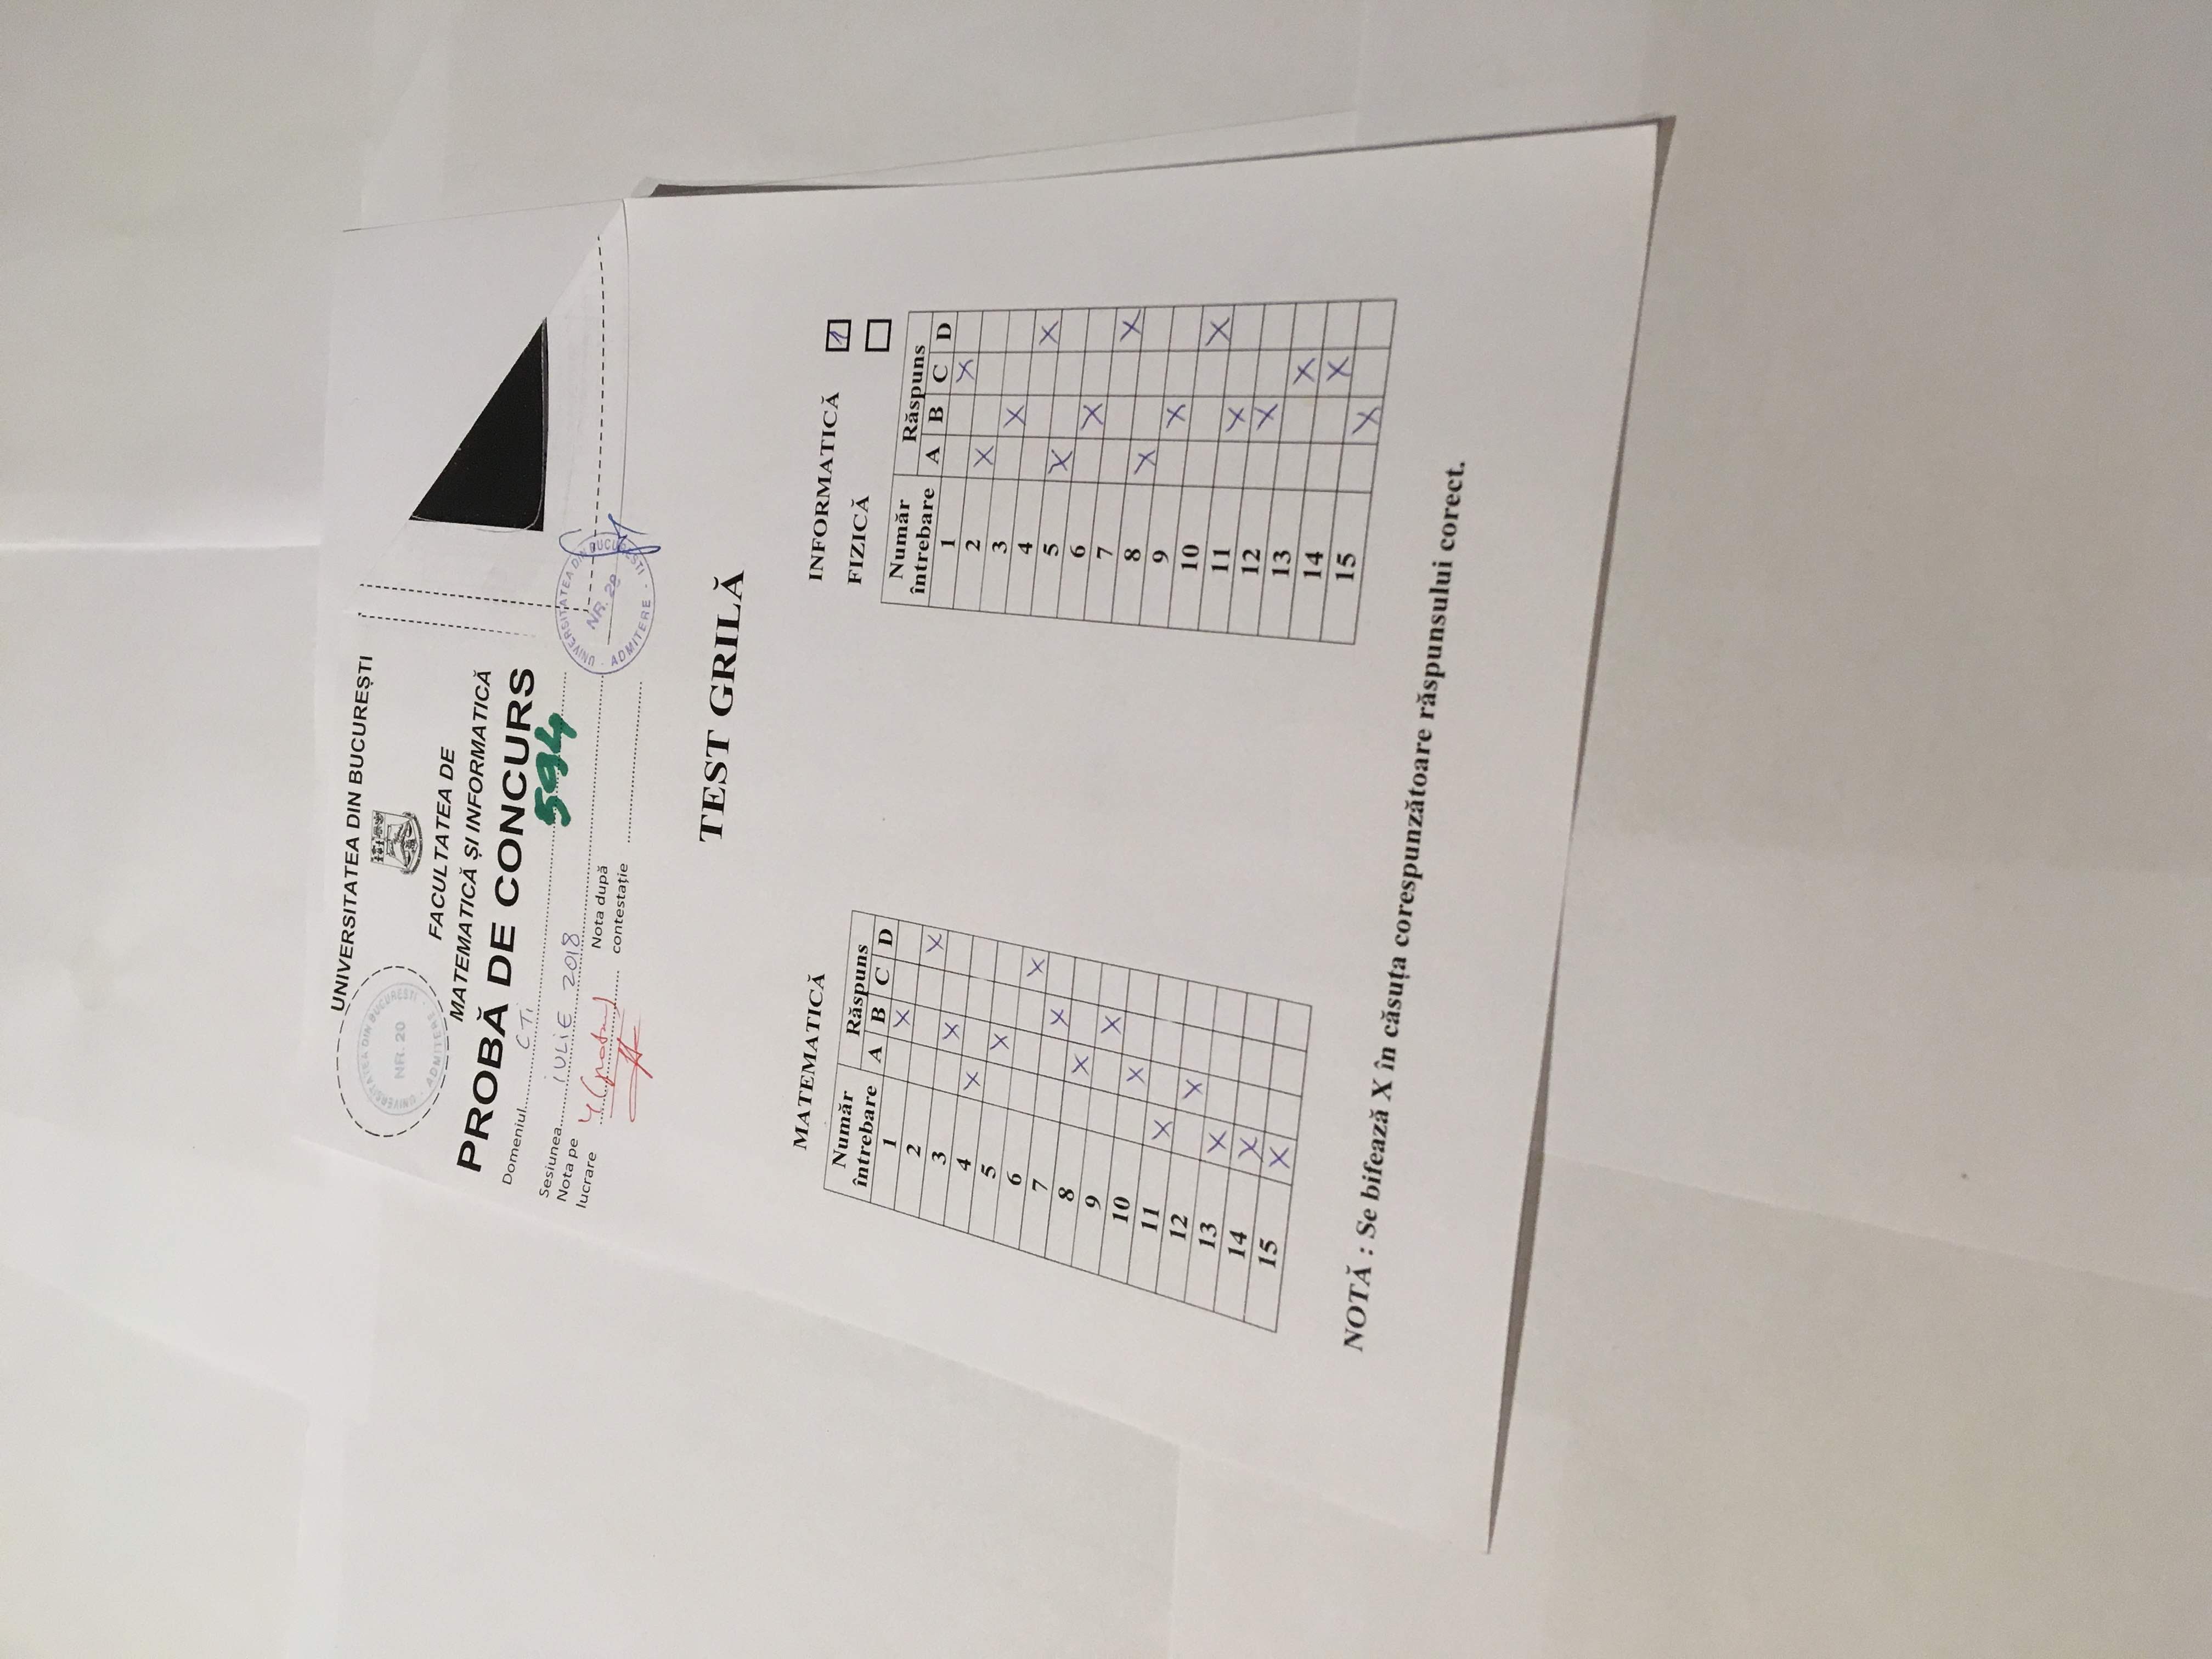 UNIVERSITATEA DIN BUCUREȘTI
UNIVERSITATEA DIN BUCUREȘTI
NR. 20
ADMITERE
FACULTATEA DE
MATEMATICĂ ȘI INFORMATICĂ
PROBĂ DE CONCURS
Domeniul CTi
594
Sesiunea iULiE 2018
Nota pe
lucrare 4 (patru)
Nota după
contestație
UNIVERSITATEA DIN BUCUREȘTI
NR.
ADMITERE
TEST GRILĂ
MATEMATICĂ
Număr
întrebare
Răspuns
A B C D
1 X
2 X
3 X
4 X
5 X
6 X
7 X
8 X
9 X
10 X
11 X
12 X
13 X
14 X
15 X
INFORMATICĂ 1
FIZICĂ
Număr
întrebare
Răspuns
A B C D
1 X
2 X
3 X
4 X
5 X
6 X
7 X
8 X
9 X
10 X
11 X
12 X
13 X
14 X
15 X
NOTĂ : Se bifează X în căsuța corespunzătoare răspunsului corect.